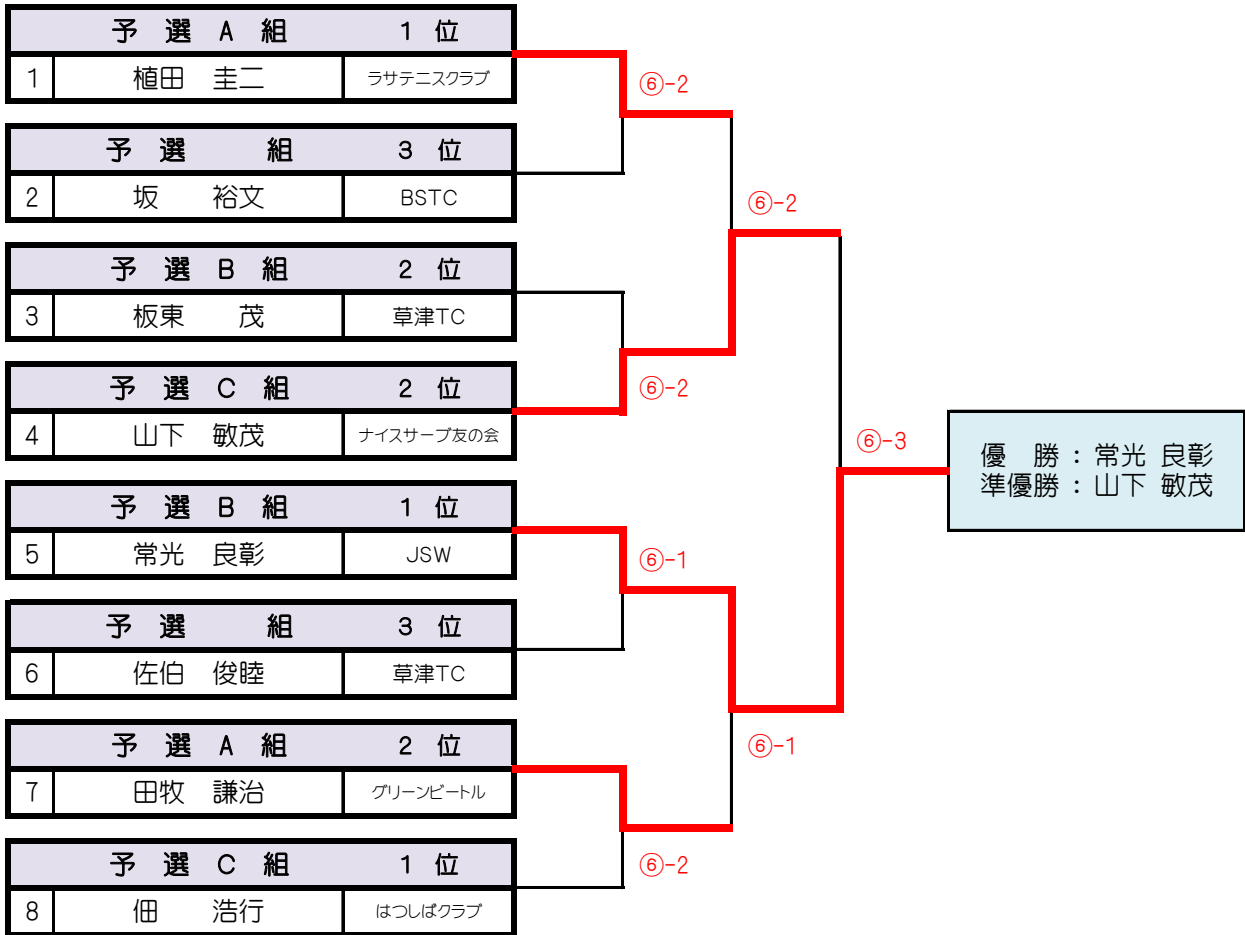 予 選 A 組 1 位
1 植田 圭二 ラサテニスクラブ
⑥-2
予 選 組 3 位
2 坂 裕文 BSTC
⑥-2
予 選 B 組 2 位
3 板東 茂 草津TC
予 選 C 組 2 位
⑥-2
4 山下 敏茂 ナイスサーブ友の会
⑥-3
優 勝 : 常光 良彰
準優勝 : 山下 敏茂
予 選 B 組 1 位
5 常光 良彰 JSW
⑥-1
予 選 組 3 位
6 佐伯 俊睦 草津TC
予 選 A 組 2 位
⑥-1
7 田牧 謙治 グリーンビートル
予 選 C 組 1 位
⑥-2
8 佃 浩行 はつしばクラブ